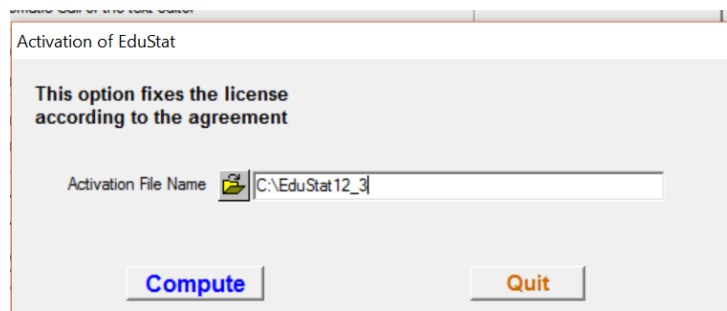 Activation of EduStat
This option fixes the license
according to the agreement
Activation File Name C:\EduStat12_3
Compute Quit